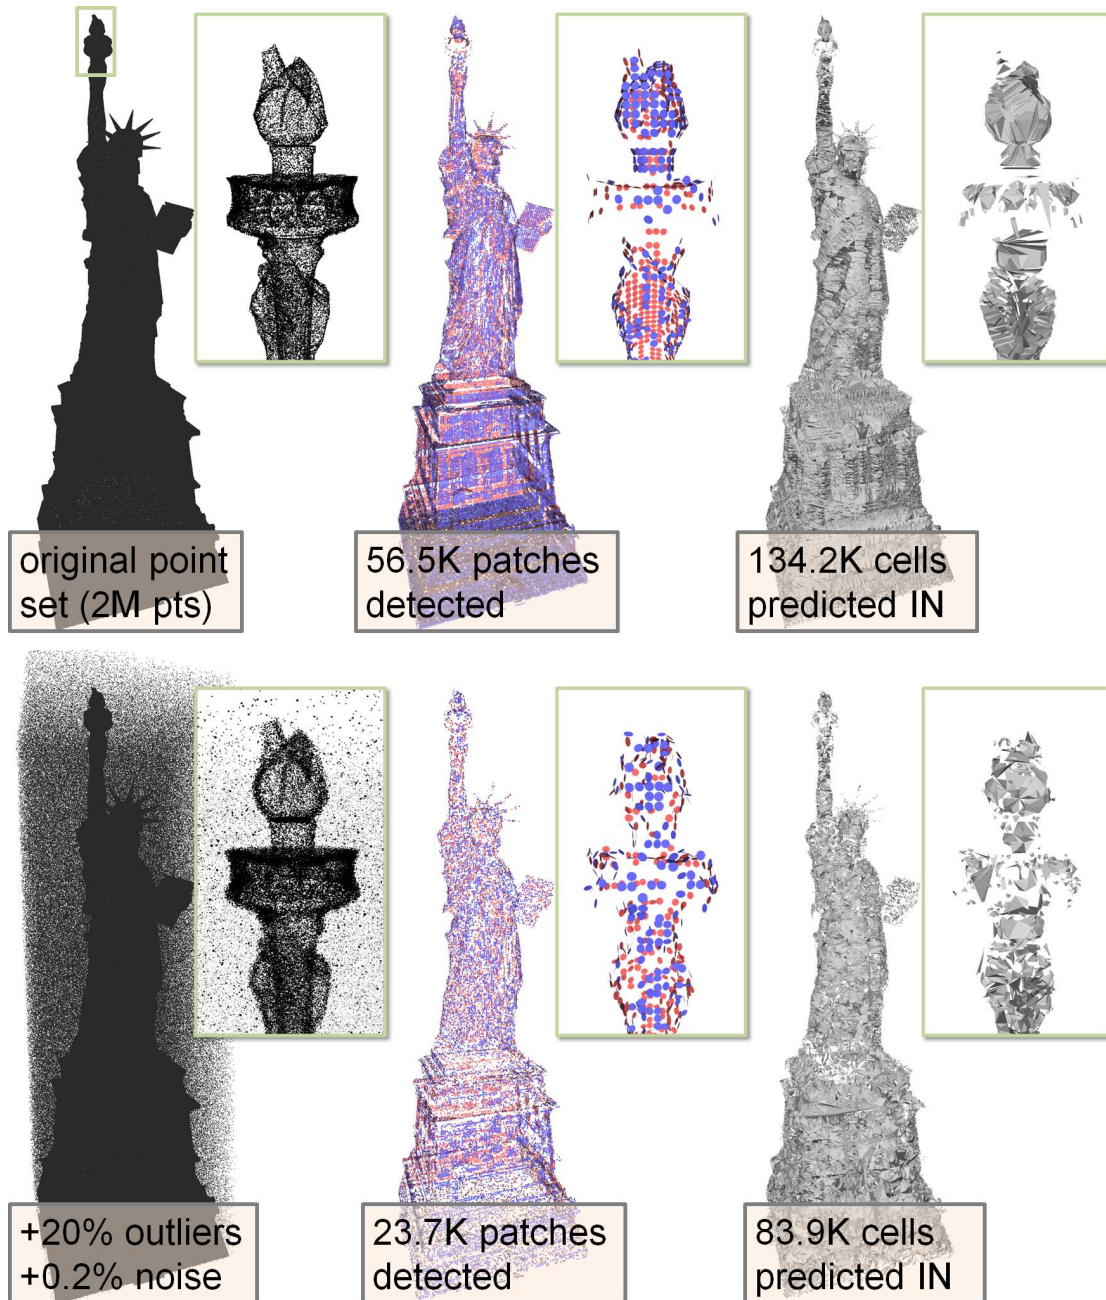 original point
set (2M pts)
56.5K patches
detected
134.2K cells
predicted IN
+20% outliers
+0.2% noise
23.7K patches
detected
83.9K cells
predicted IN